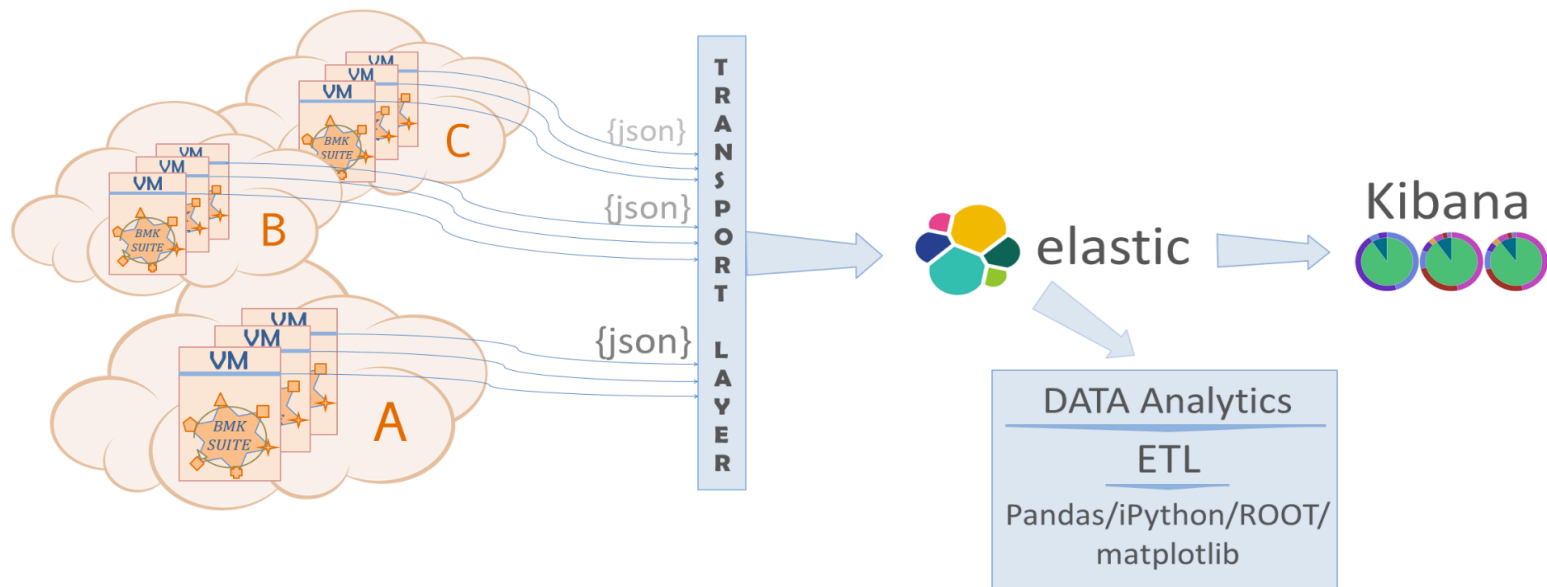 VM
VM
VM
BMK
SUITE
C
{json}
VM
VM
VM
BMK
SUITE
B
{json}
VM
VM
VM
BMK
SUITE
A
{json}
TRANSPORT LAYER
elastic
Kibana
DATA Analytics
ETL
Pandas/iPython/ROOT/
matplotlib